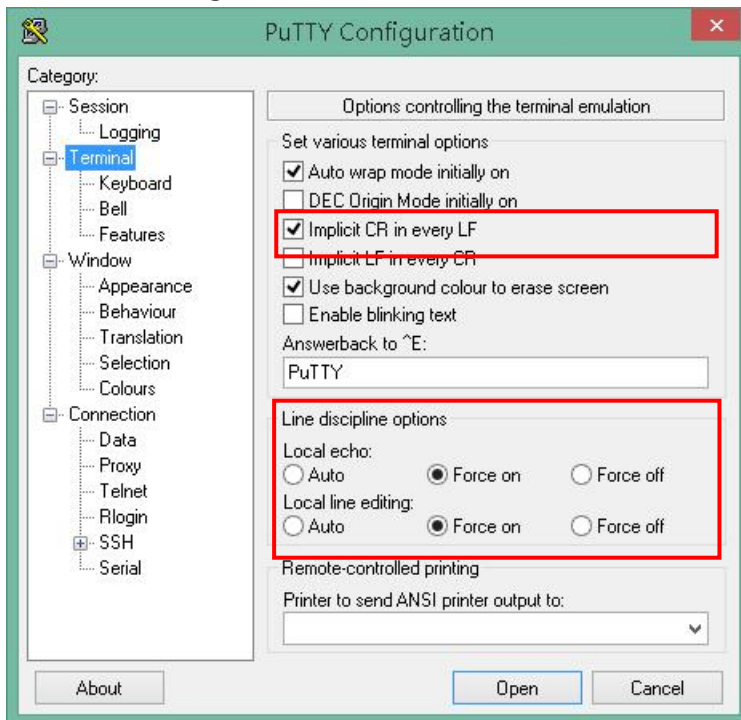 PuTTY Configuration
Category:
Session
Logging
Terminal
Keyboard
Bell
Features
Window
Appearance
Behaviour
Translation
Selection
Colours
Connection
Data
Proxy
Telnet
Rlogin
SSH
Serial
Options controlling the terminal emulation
Set various terminal options
Auto wrap mode initially on
DEC Origin Mode initially on
Implicit CR in every LF
Implicit LF in every CR
Use background colour to erase screen
Enable blinking text
Answerback to ^E:
PuTTY
Line discipline options
Local echo:
Auto Force on Force off
Local line editing:
Auto Force on Force off
Remote-controlled printing
Printer to send ANSI printer output to:
About Open Cancel